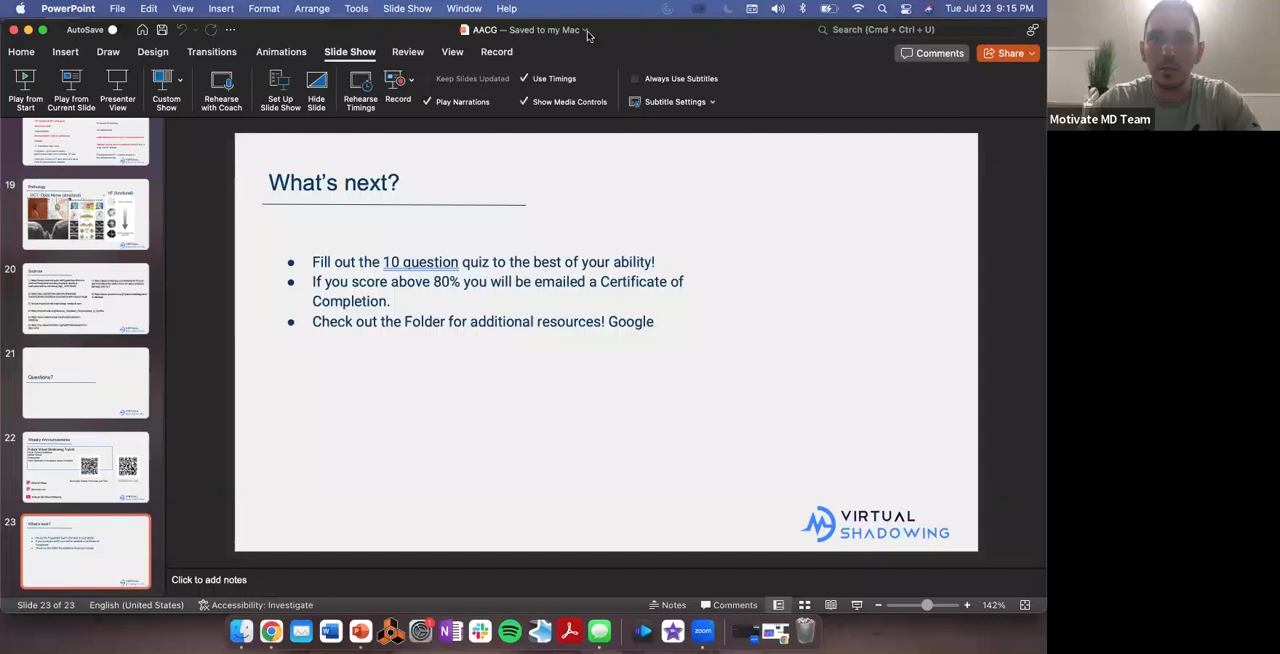 PowerPoint File Edit View Insert Format Arrange Tools Slide Show Window Help Tue Jul 23 9:15 PM
AutoSave AACG — Saved to my Mac Search (Cmd + Ctrl + U)
Home Insert Draw Design Transitions Animations Slide Show Review View Record Comments Share
Keep Slides Updated Use Timings Always Use Subtitles
Play from Start
Play from Current Slide
Presenter View
Custom Show
Rehearse with Coach
Set Up Slide Show
Hide Slide
Rehearse Timings
Record
Play Narrations Show Media Controls Subtitle Settings
Motivate MD Team
19
Pathology
20
Sources
21
Questions?
22
Weekly Announcements
23
What's next?
What's next?
● Fill out the 10 question quiz to the best of your ability!
● If you score above 80% you will be emailed a Certificate of
Completion.
● Check out the Folder for additional resources! Google
VIRTUAL
SHADOWING
Click to add notes
Slide 23 of 23 English (United States) Accessibility: Investigate Notes Comments 142%
zoom